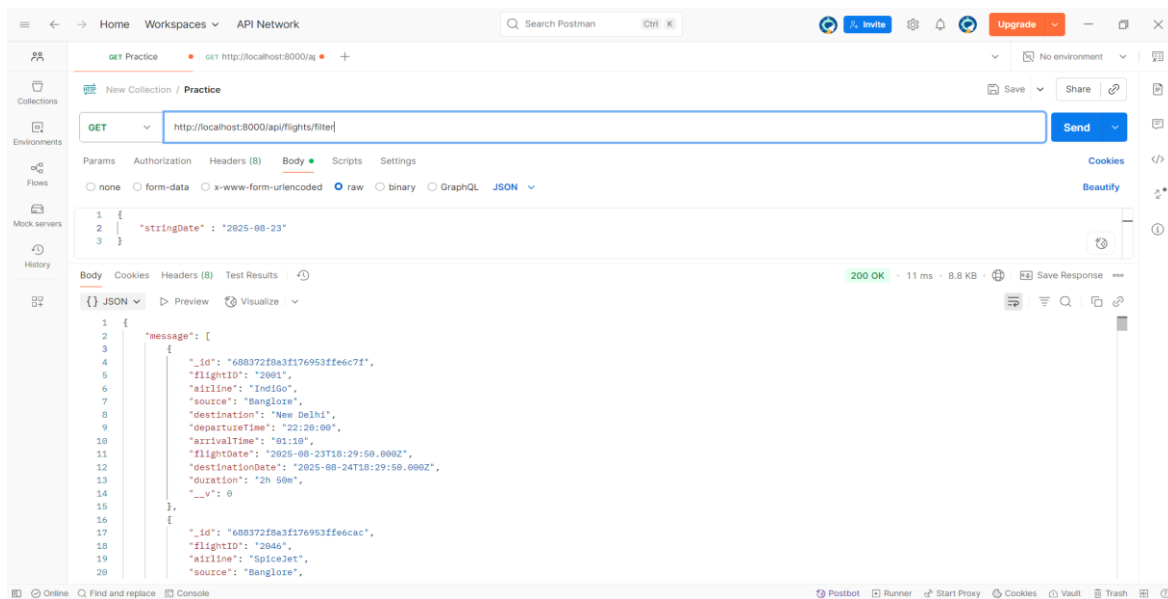 Home Workspaces API Network Search Postman Ctrl K Invite Upgrade
GET Practice GET http://localhost:8000/ap No environment
New Collection / Practice Save Share
GET http://localhost:8000/api/flights/filter Send
Params Authorization Headers (8) Body Scripts Settings Cookies
none form-data x-www-form-urlencoded raw binary GraphQL JSON Beautify
1 {
2 "stringDate" : "2025-08-23"
3 }
Collections
Environments
Flows
Mock servers
History
Body Cookies Headers (8) Test Results 200 OK 11 ms 8.8 KB Save Response
{} JSON Preview Visualize
1 {
2 "message": [
3 {
4 "_id": "688372f8a3f176953ffe6c7f",
5 "flightID": "2001",
6 "airline": "IndiGo",
7 "source": "Banglore",
8 "destination": "New Delhi",
9 "departureTime": "22:20:00",
10 "arrivalTime": "01:10",
11 "flightDate": "2025-08-23T18:29:50.000Z",
12 "destinationDate": "2025-08-24T18:29:50.000Z",
13 "duration": "2h 50m",
14 "__v": 0
15 },
16 {
17 "_id": "688372f8a3f176953ffe6cac",
18 "flightID": "2046",
19 "airline": "SpiceJet",
20 "source": "Banglore",
Online Find and replace Console Postbot Runner Start Proxy Cookies Vault Trash